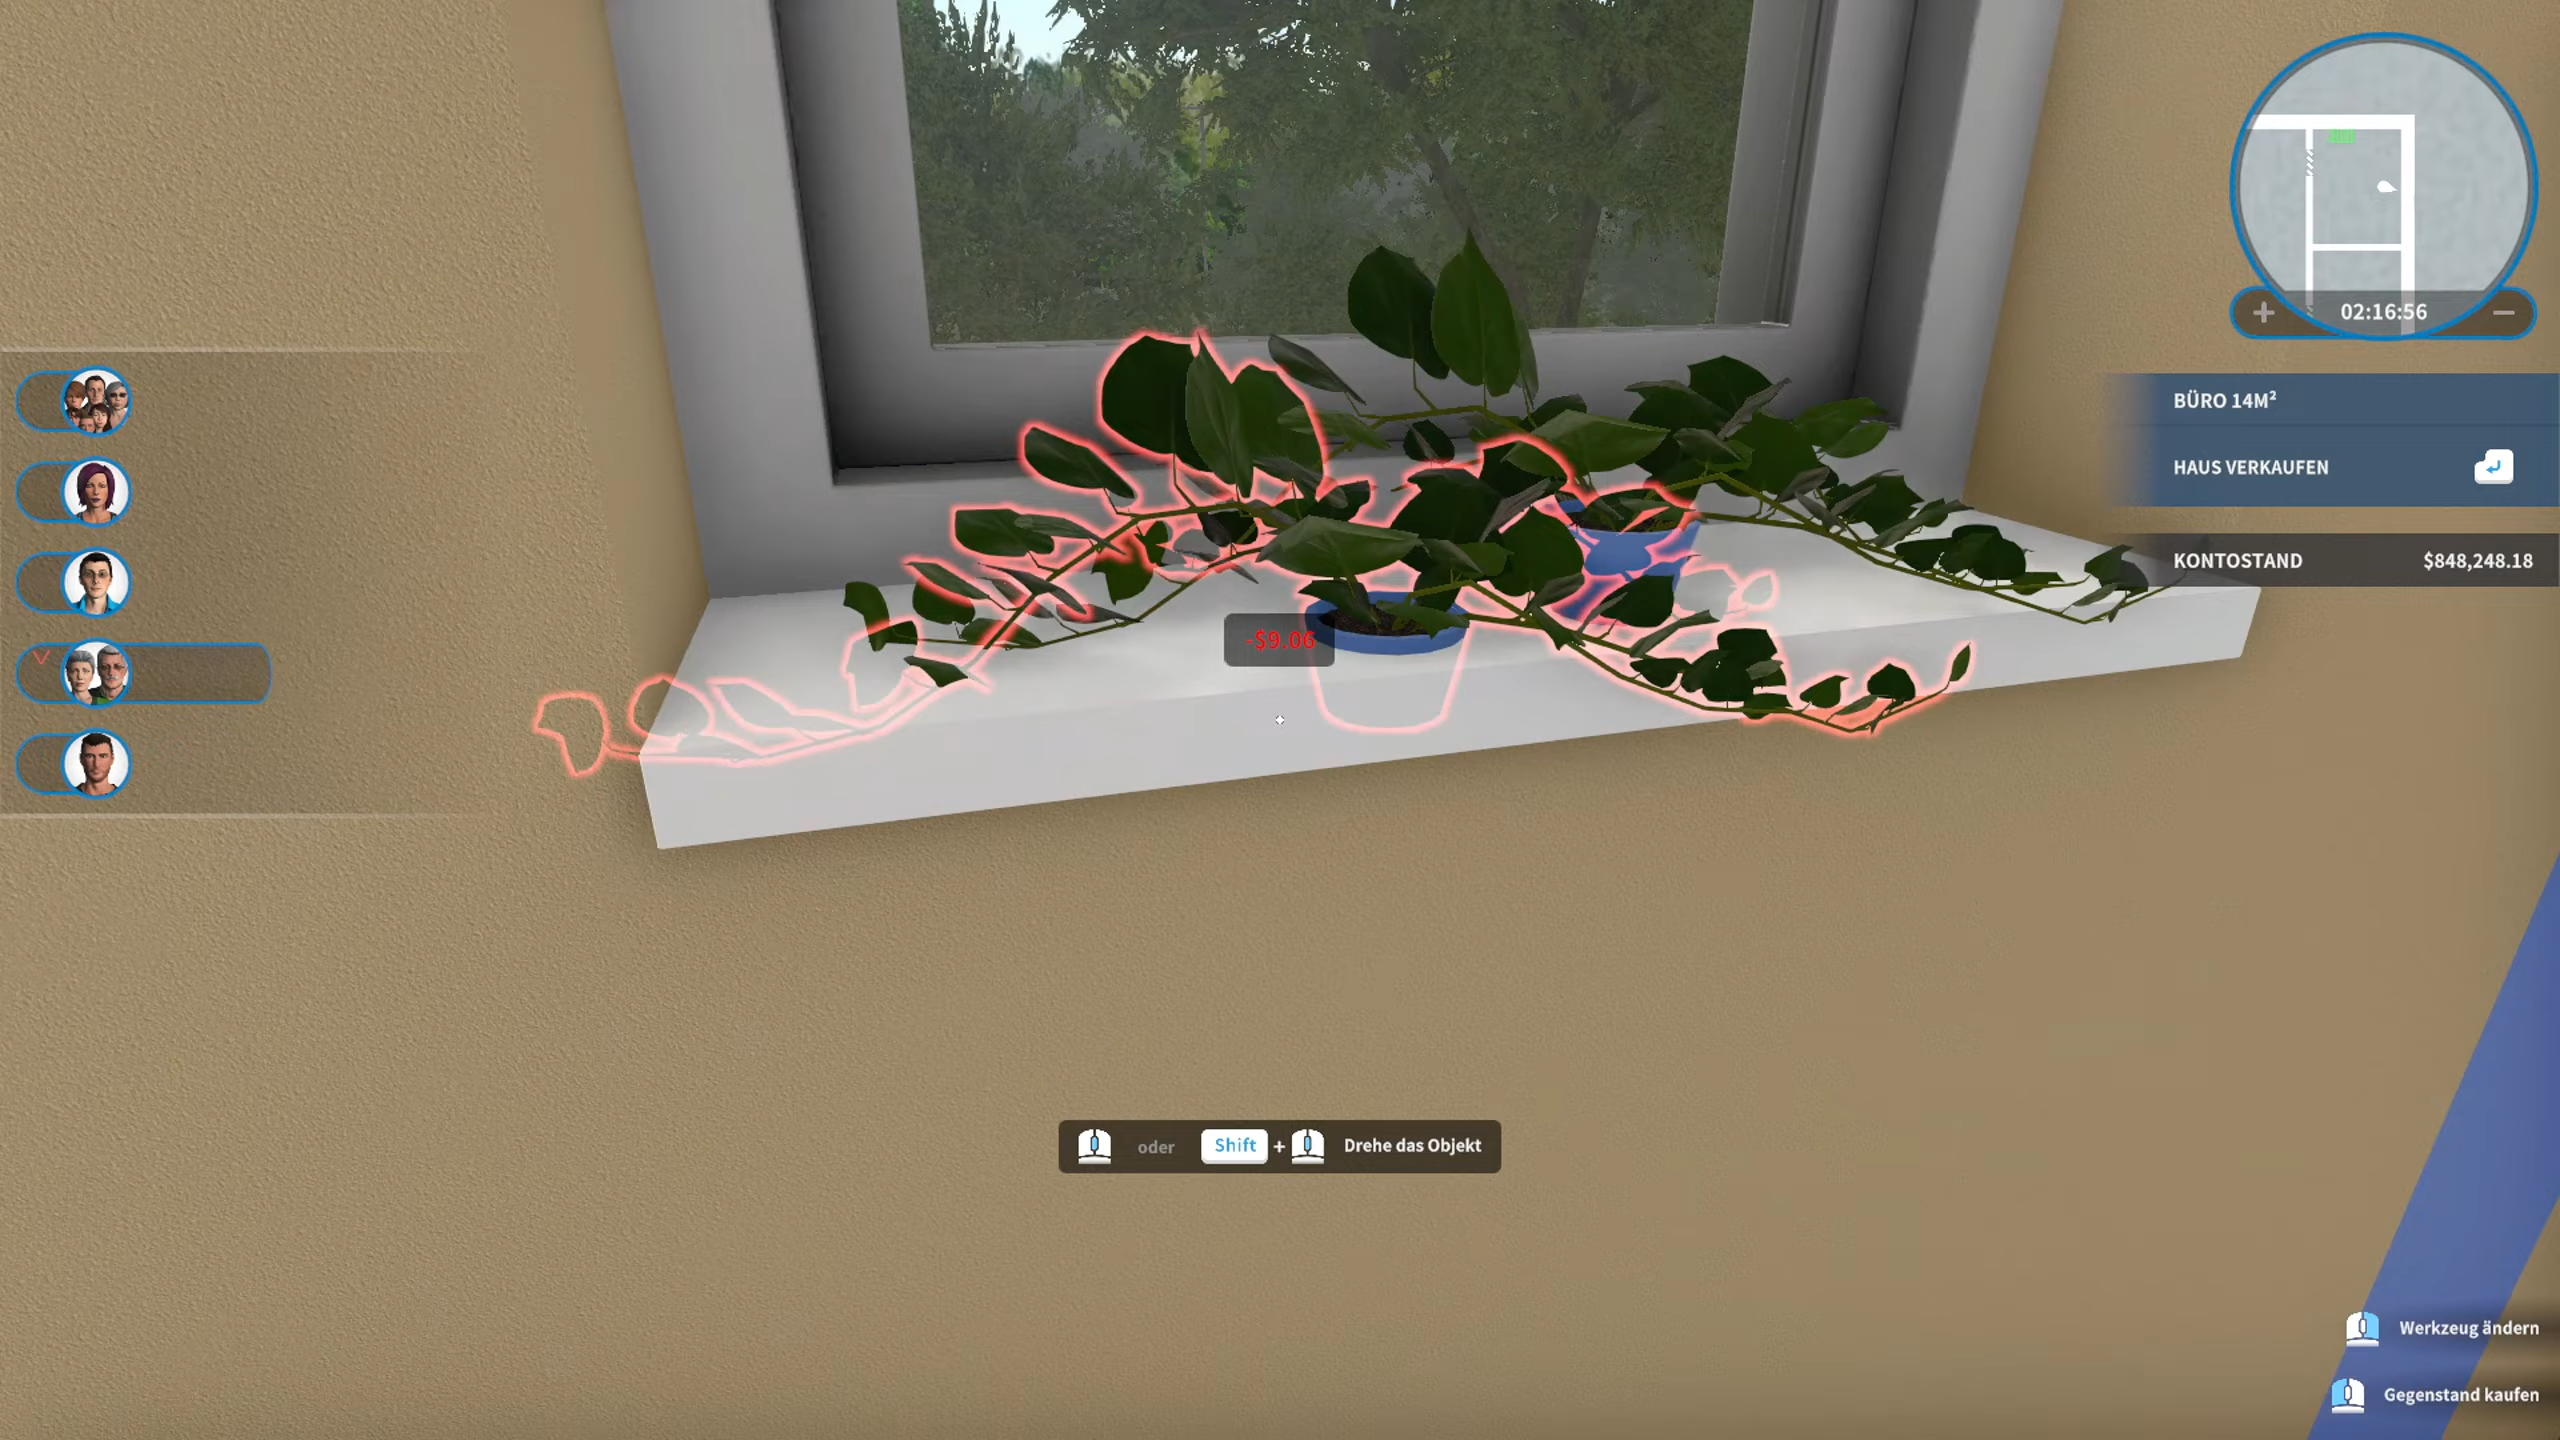 02:16:56
BÜRO 14M²
HAUS VERKAUFEN
KONTOSTAND $848,248.18
-$9.06
oder Shift + Drehe das Objekt
Werkzeug ändern
Gegenstand kaufen